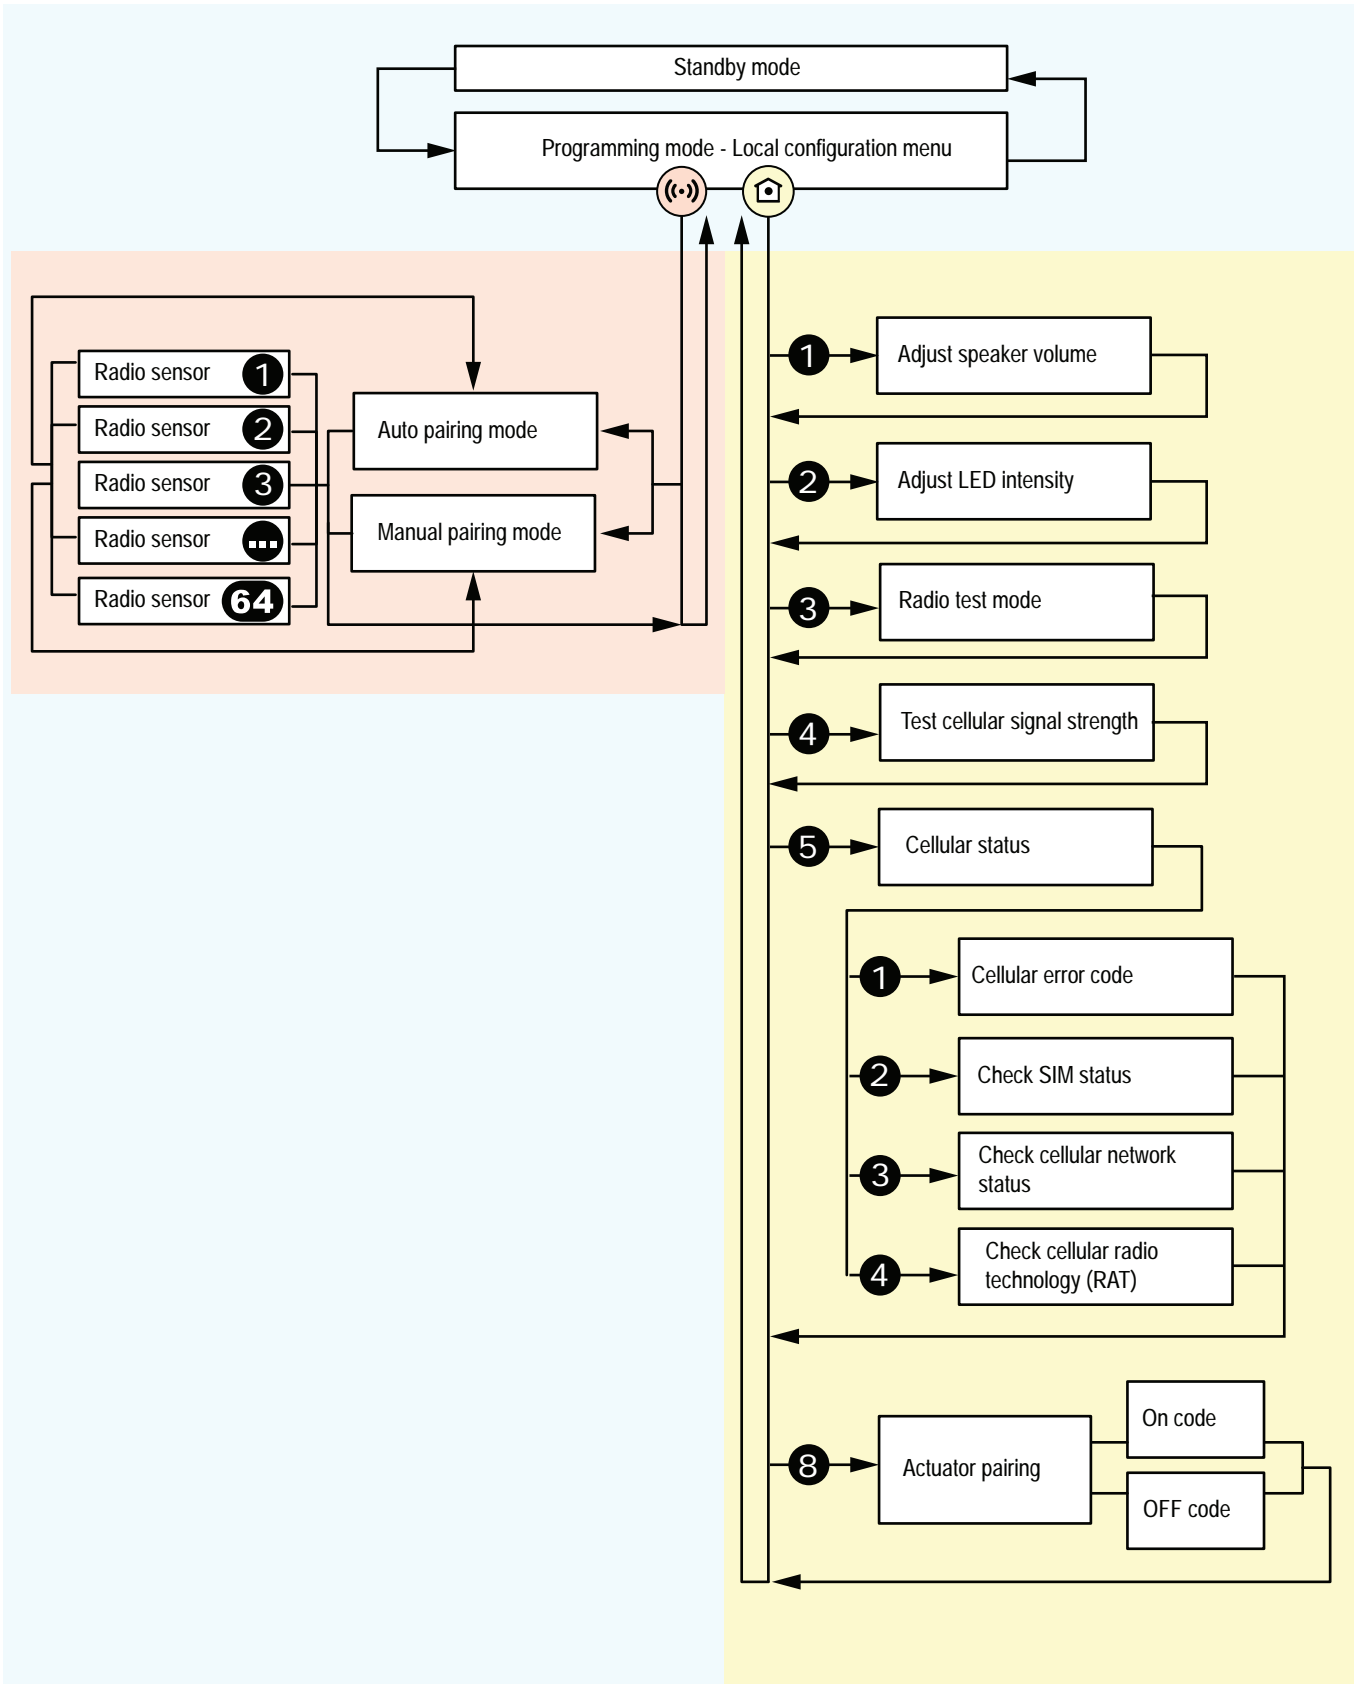 Standby mode
Programming mode - Local configuration menu
Radio sensor 1
Radio sensor 2
Radio sensor 3
Radio sensor ...
Radio sensor 64
Auto pairing mode
Manual pairing mode
1 Adjust speaker volume
2 Adjust LED intensity
3 Radio test mode
4 Test cellular signal strength
5 Cellular status
1 Cellular error code
2 Check SIM status
3 Check cellular network
status
4 Check cellular radio
technology (RAT)
8 Actuator pairing
On code
OFF code